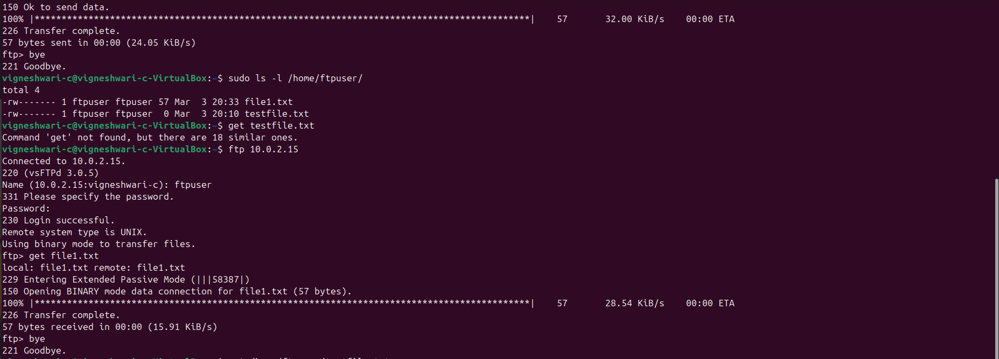 150 Ok to send data.
100% |********************************************************************************************|    57       32.00 KiB/s    00:00 ETA
226 Transfer complete.
57 bytes sent in 00:00 (24.05 KiB/s)
ftp> bye
221 Goodbye.
vigneshwari-c@vigneshwari-c-VirtualBox:~$ sudo ls -l /home/ftpuser/
total 4
-rw------- 1 ftpuser ftpuser 57 Mar  3 20:33 file1.txt
-rw------- 1 ftpuser ftpuser  0 Mar  3 20:10 testfile.txt
vigneshwari-c@vigneshwari-c-VirtualBox:~$ get testfile.txt
Command 'get' not found, but there are 18 similar ones.
vigneshwari-c@vigneshwari-c-VirtualBox:~$ ftp 10.0.2.15
Connected to 10.0.2.15.
220 (vsFTPd 3.0.5)
Name (10.0.2.15:vigneshwari-c): ftpuser
331 Please specify the password.
Password:
230 Login successful.
Remote system type is UNIX.
Using binary mode to transfer files.
ftp> get file1.txt
local: file1.txt remote: file1.txt
229 Entering Extended Passive Mode (|||58387|)
150 Opening BINARY mode data connection for file1.txt (57 bytes).
100% |********************************************************************************************|    57       28.54 KiB/s    00:00 ETA
226 Transfer complete.
57 bytes received in 00:00 (15.91 KiB/s)
ftp> bye
221 Goodbye.